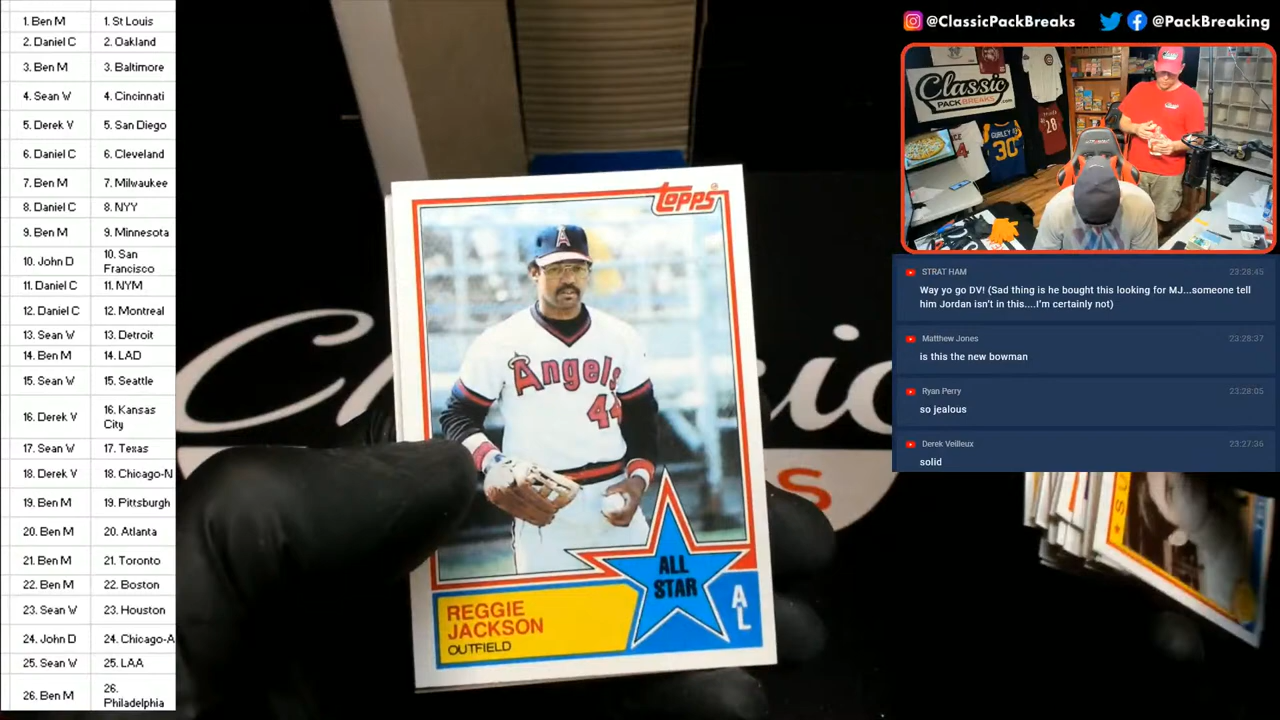 1. Ben M 1. St Louis
2. Daniel C 2. Oakland
3. Ben M 3. Baltimore
4. Sean W 4. Cincinnati
5. Derek V 5. San Diego
6. Daniel C 6. Cleveland
7. Ben M 7. Milwaukee
8. Daniel C 8. NYY
9. Ben M 9. Minnesota
10. John D 10. San
Francisco
11. Daniel C 11. NYM
12. Daniel C 12. Montreal
13. Sean W 13. Detroit
14. Ben M 14. LAD
15. Sean W 15. Seattle
16. Derek V 16. Kansas
City
17. Sean W 17. Texas
18. Derek V 18. Chicago-N
19. Ben M 19. Pittsburgh
20. Ben M 20. Atlanta
21. Ben M 21. Toronto
22. Ben M 22. Boston
23. Sean W 23. Houston
24. John D 24. Chicago-A
25. Sean W 25. LAA
26. Ben M 26.
Philadelphia
topps
A
Angels
44
ALL
STAR
AL
REGGIE
JACKSON
OUTFIELD
@ClassicPackBreaks @PackBreaking
Classic
PACKBREAKS.com
GURLEY II
30
28
4
STRAT HAM 23:28:45
Way yo go DV! (Sad thing is he bought this looking for MJ...someone tell
him Jordan isn't in this....I'm certainly not)
Matthew Jones 23:28:37
is this the new bowman
Ryan Perry 23:28:05
so jealous
Derek Veilleux 23:27:36
solid